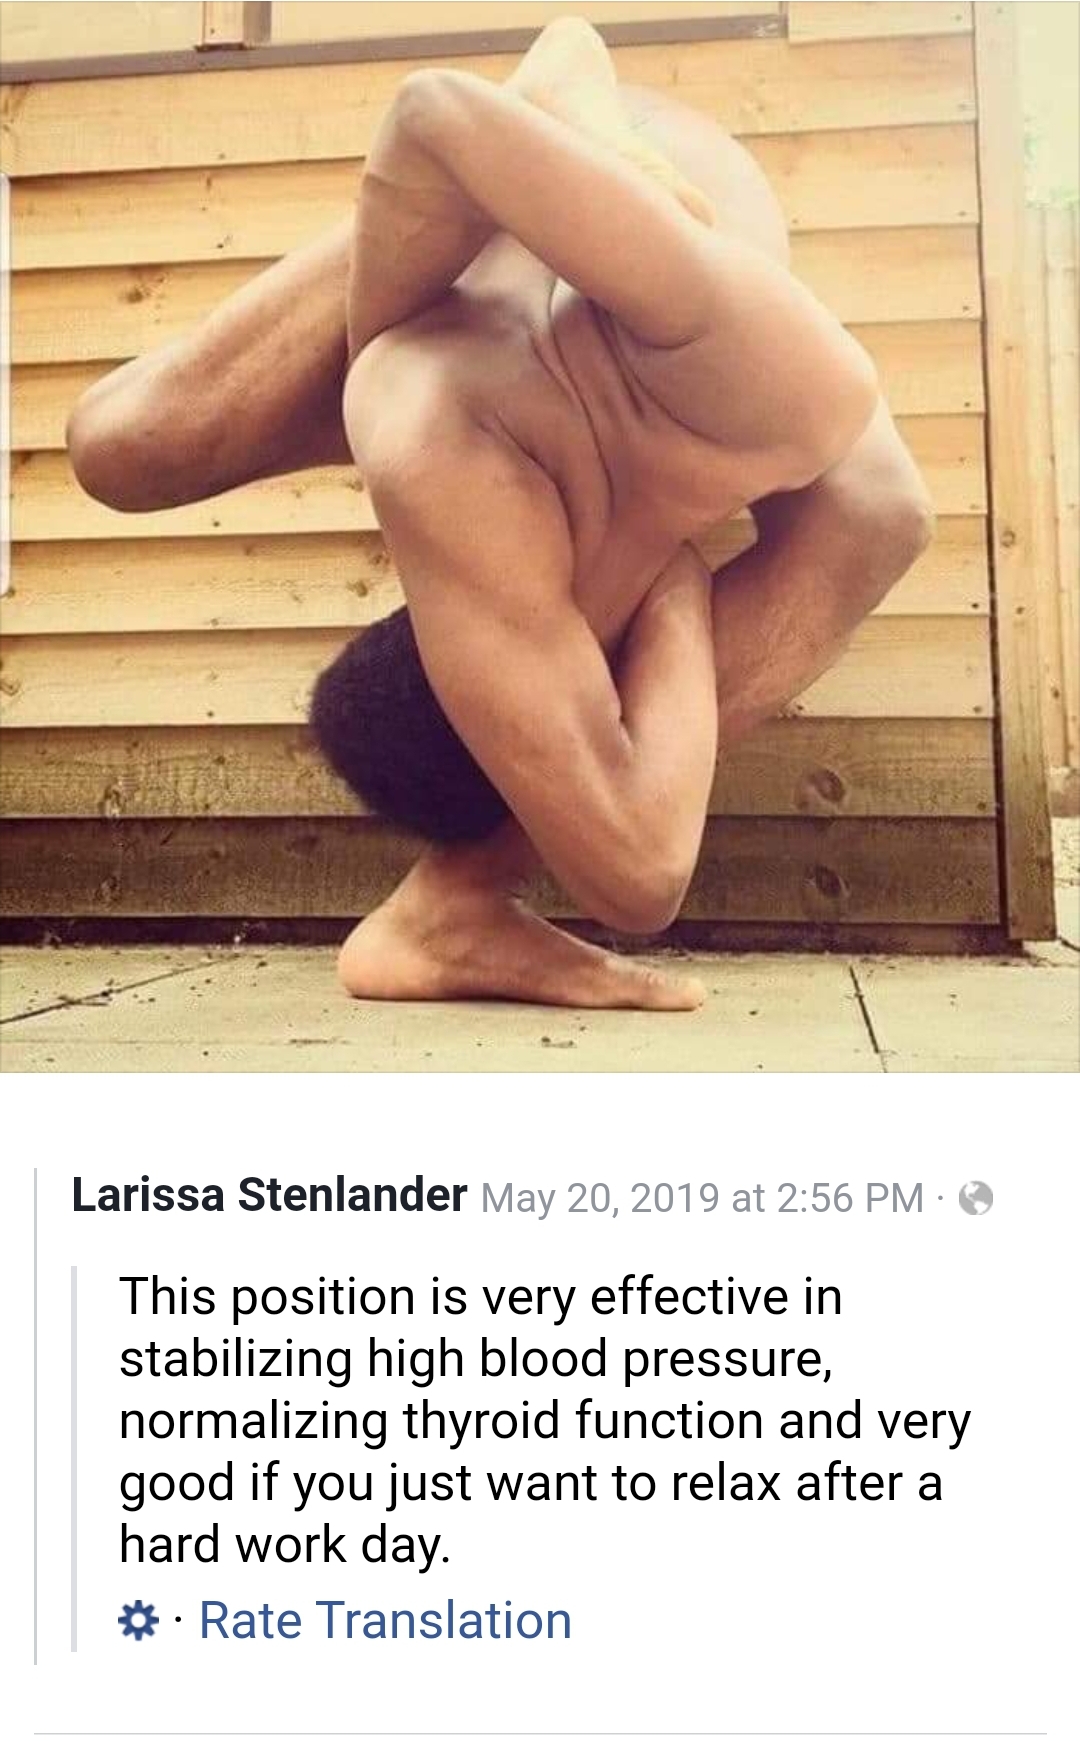 Larissa Stenlander May 20, 2019 at 2:56 PM ·
This position is very effective in
stabilizing high blood pressure,
normalizing thyroid function and very
good if you just want to relax after a
hard work day.
· Rate Translation